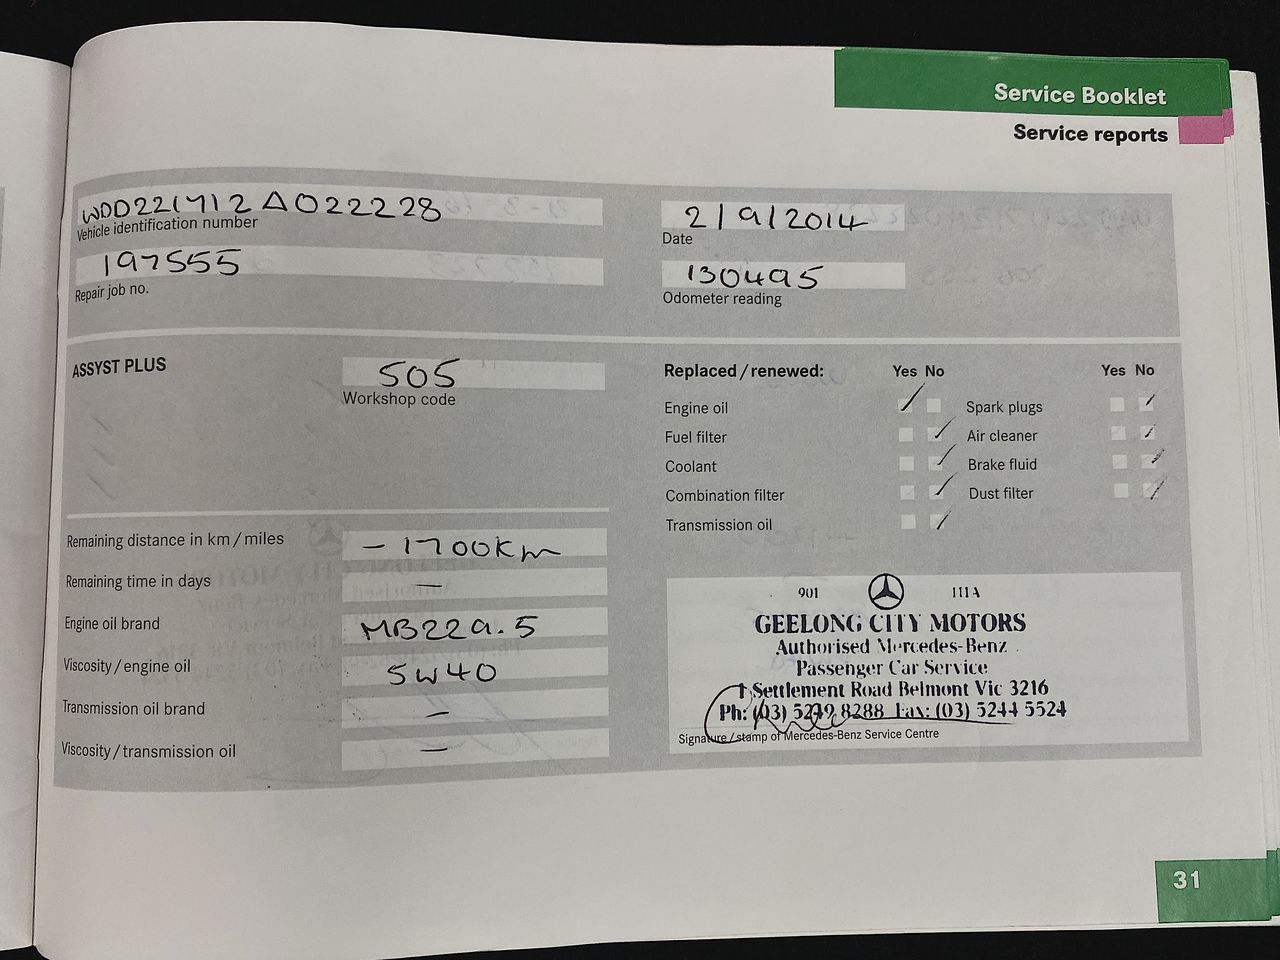 Service Booklet
Service reports
WDD2217712A022228
Vehicle identification number
2/9/2014
Date
197555
Repair job no.
130495
Odometer reading
ASSYST PLUS
505
Workshop code
Replaced/renewed: Yes No Yes No
Engine oil Spark plugs
Fuel filter Air cleaner
Coolant Brake fluid
Combination filter Dust filter
Transmission oil
Remaining distance in km/miles - 1700km
Remaining time in days —
Engine oil brand MB229.5
Viscosity/engine oil 5W40
Transmission oil brand —
Viscosity/transmission oil —
901 111A
GEELONG CITY MOTORS
Authorised Mercedes-Benz
Passenger Car Service
1 Settlement Road Belmont Vic 3216
Ph: (03) 5249 8288 Fax: (03) 5244 5524
Signature/stamp of Mercedes-Benz Service Centre
31